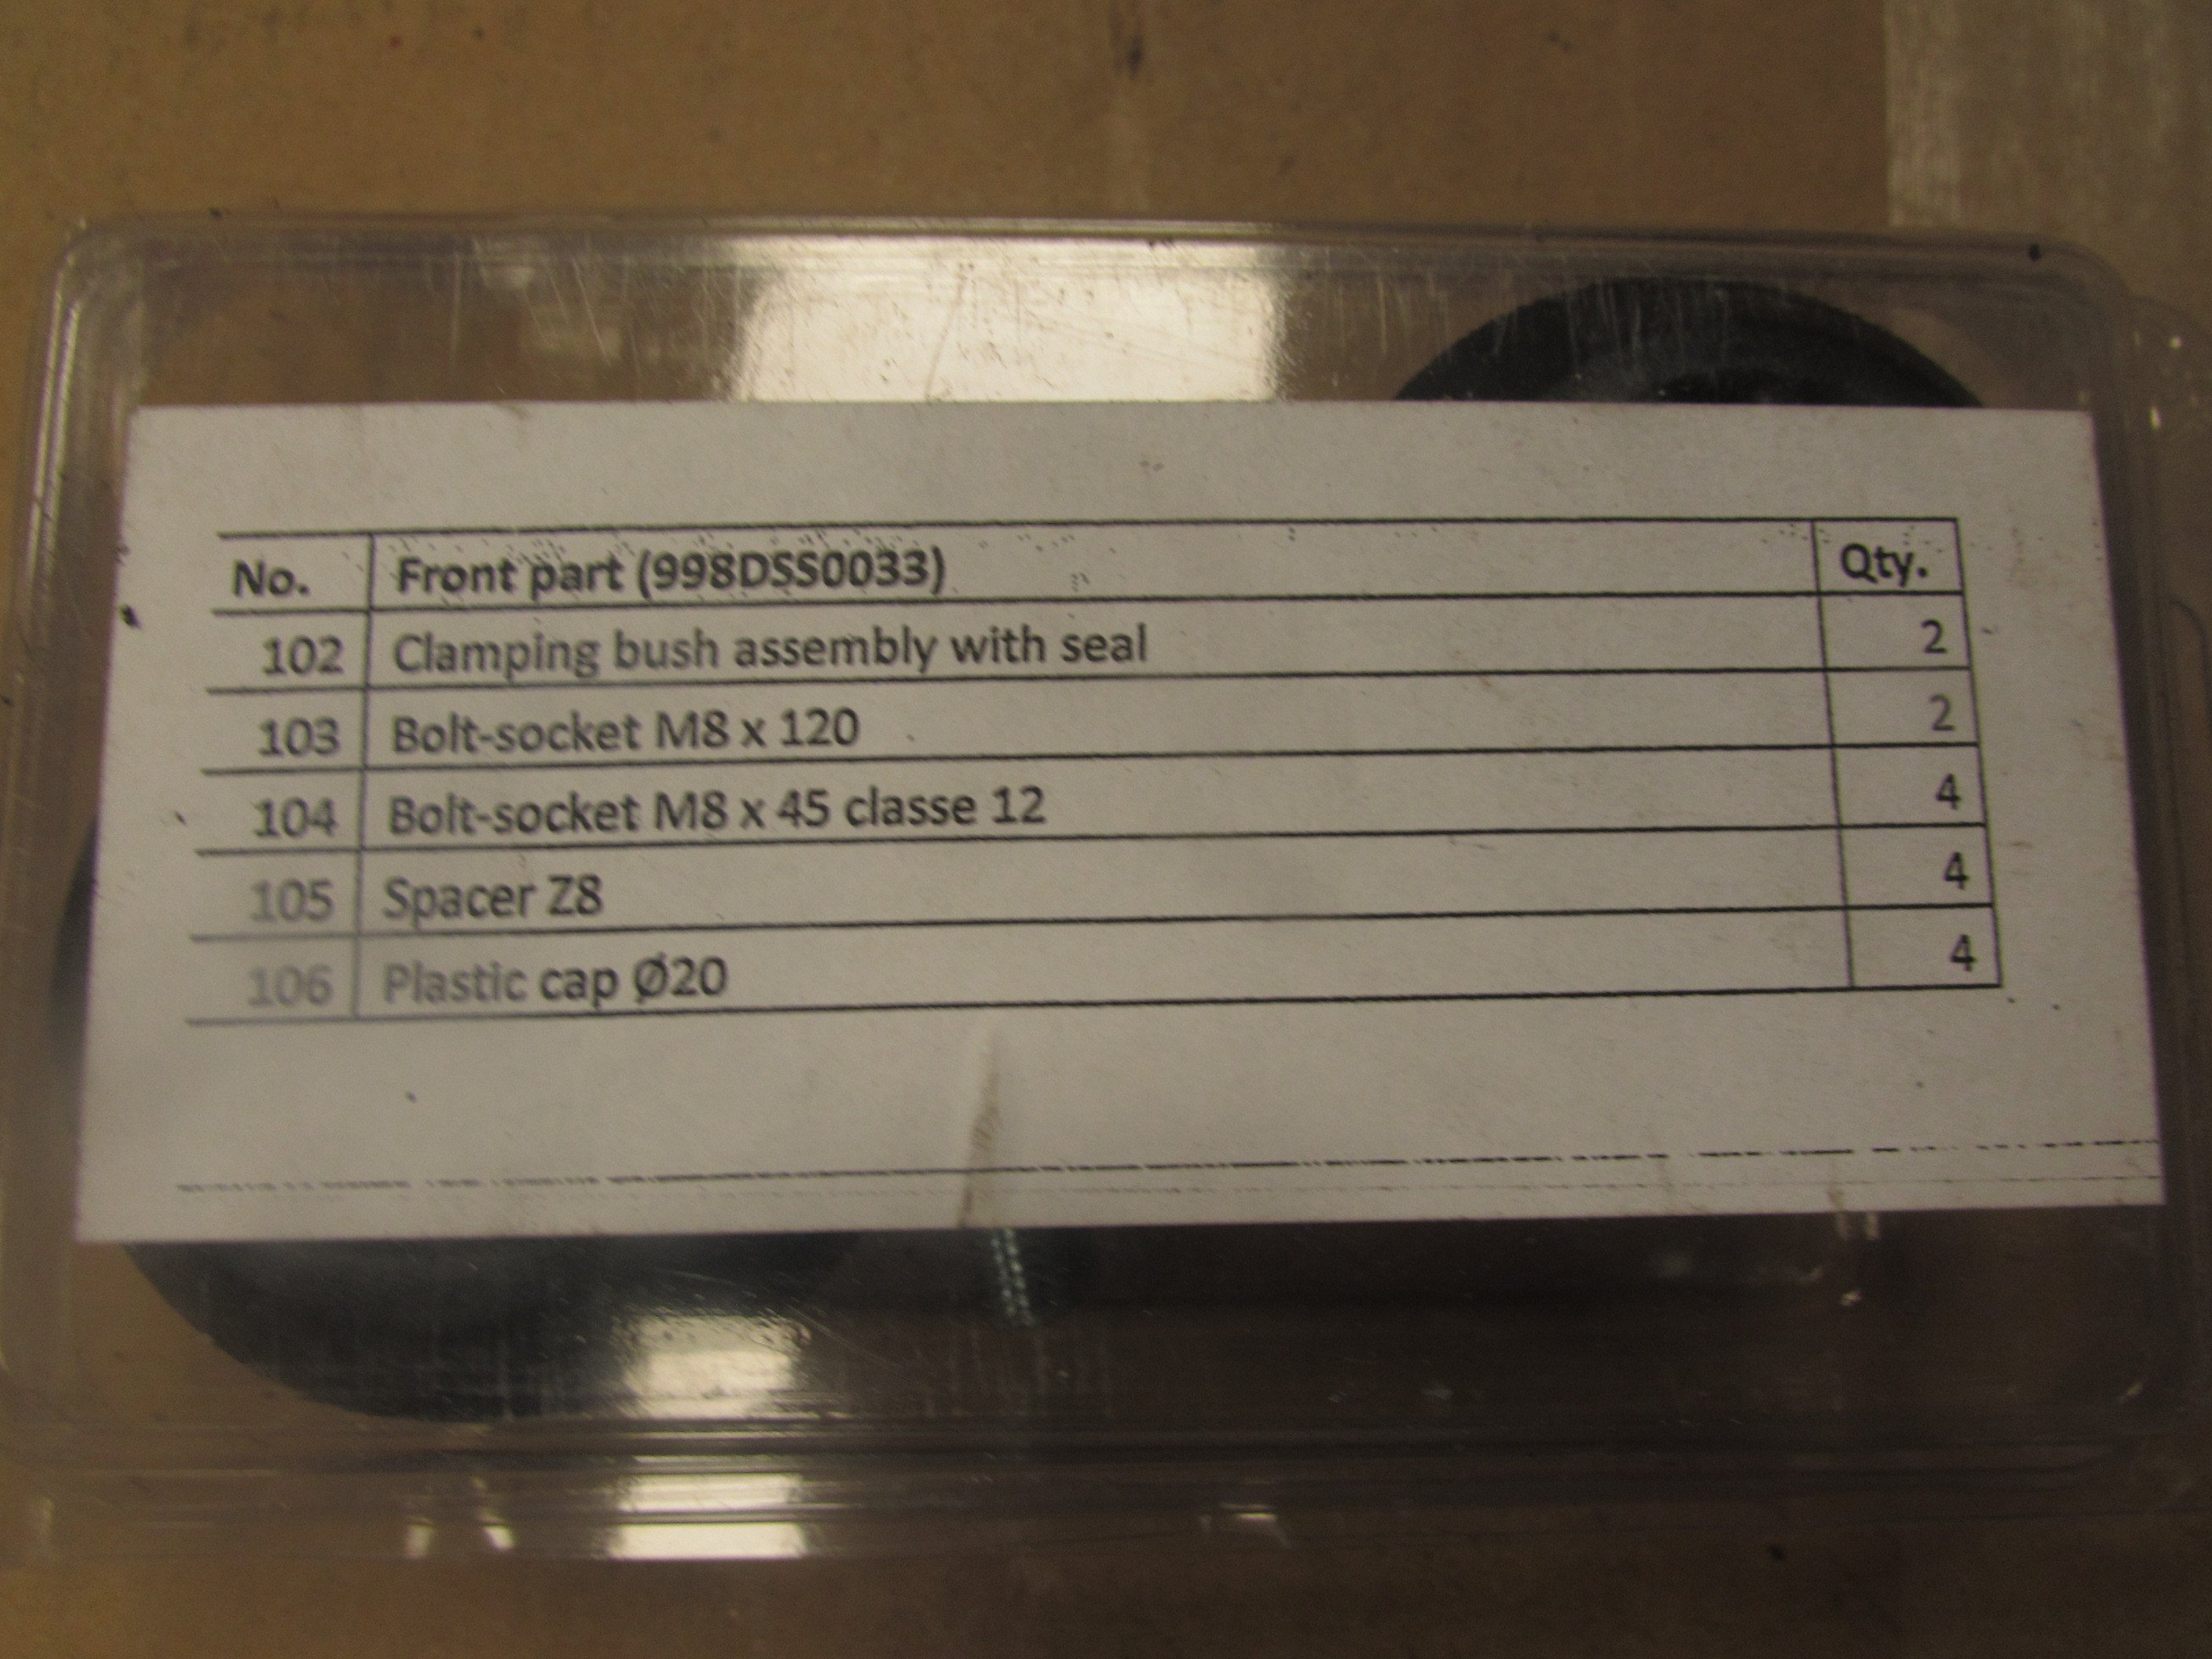 No. Front part (998DSS0033) Qty.
102 Clamping bush assembly with seal 2
103 Bolt-socket M8 x 120 2
104 Bolt-socket M8 x 45 classe 12 4
105 Spacer Z8 4
106 Plastic cap Ø20 4